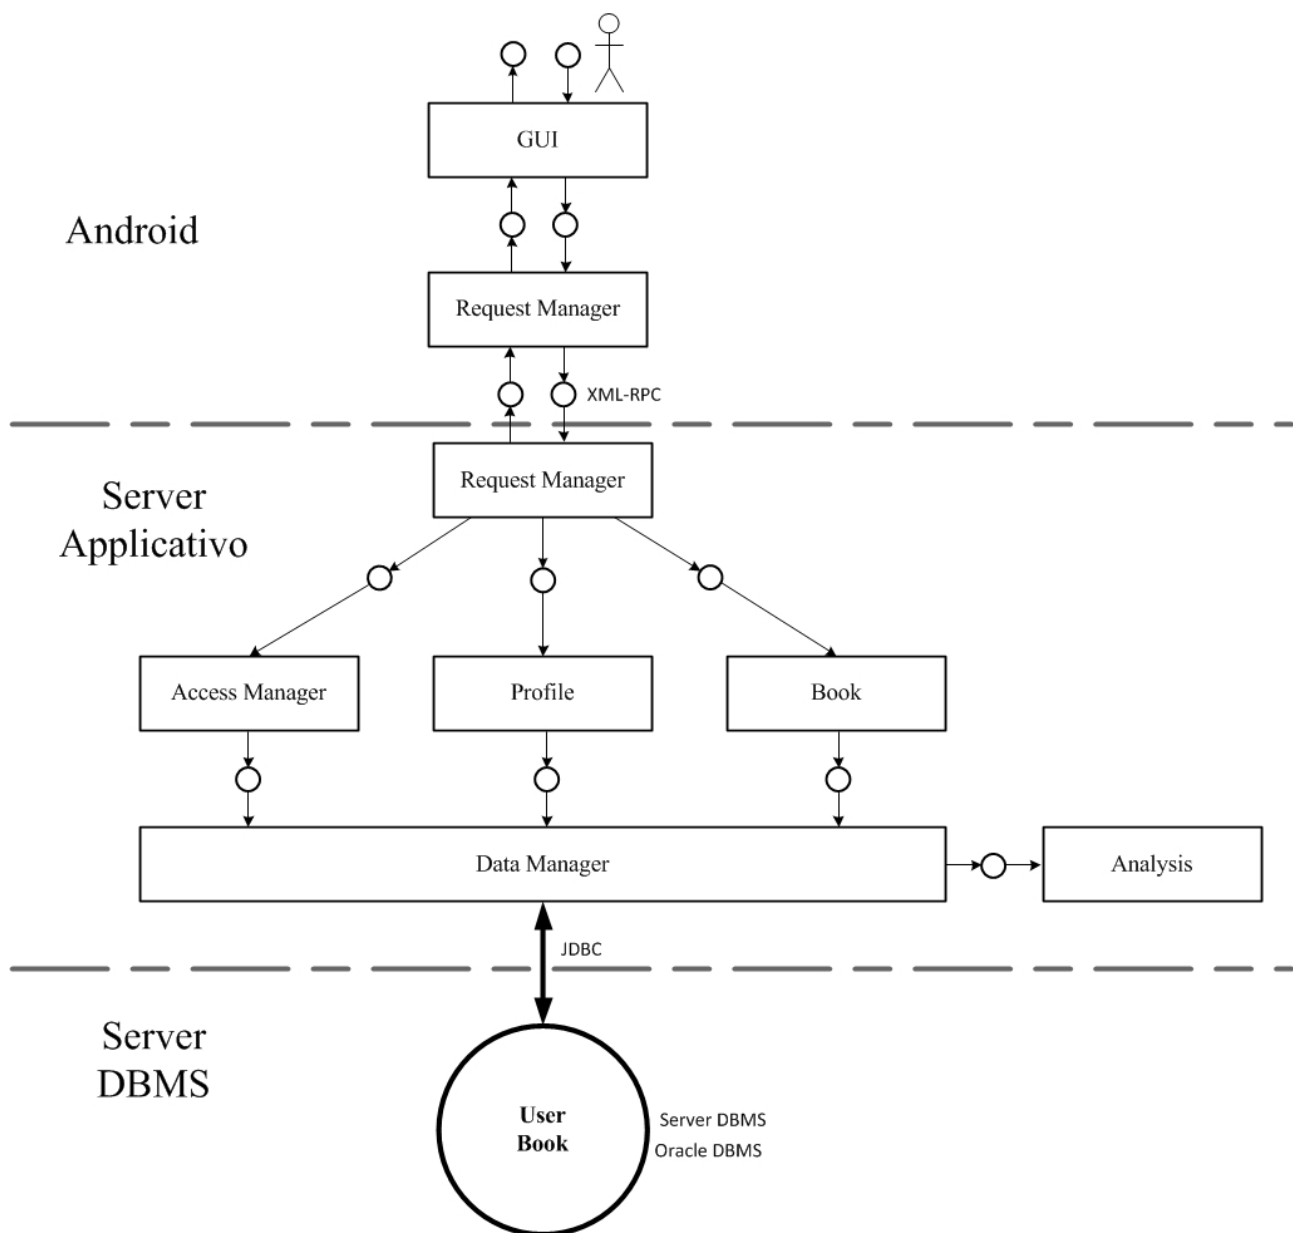 GUI
Android
Request Manager
XML-RPC
Server
Applicativo
Request Manager
Access Manager
Profile
Book
Data Manager
Analysis
JDBC
Server
DBMS
User
Book
Server DBMS
Oracle DBMS